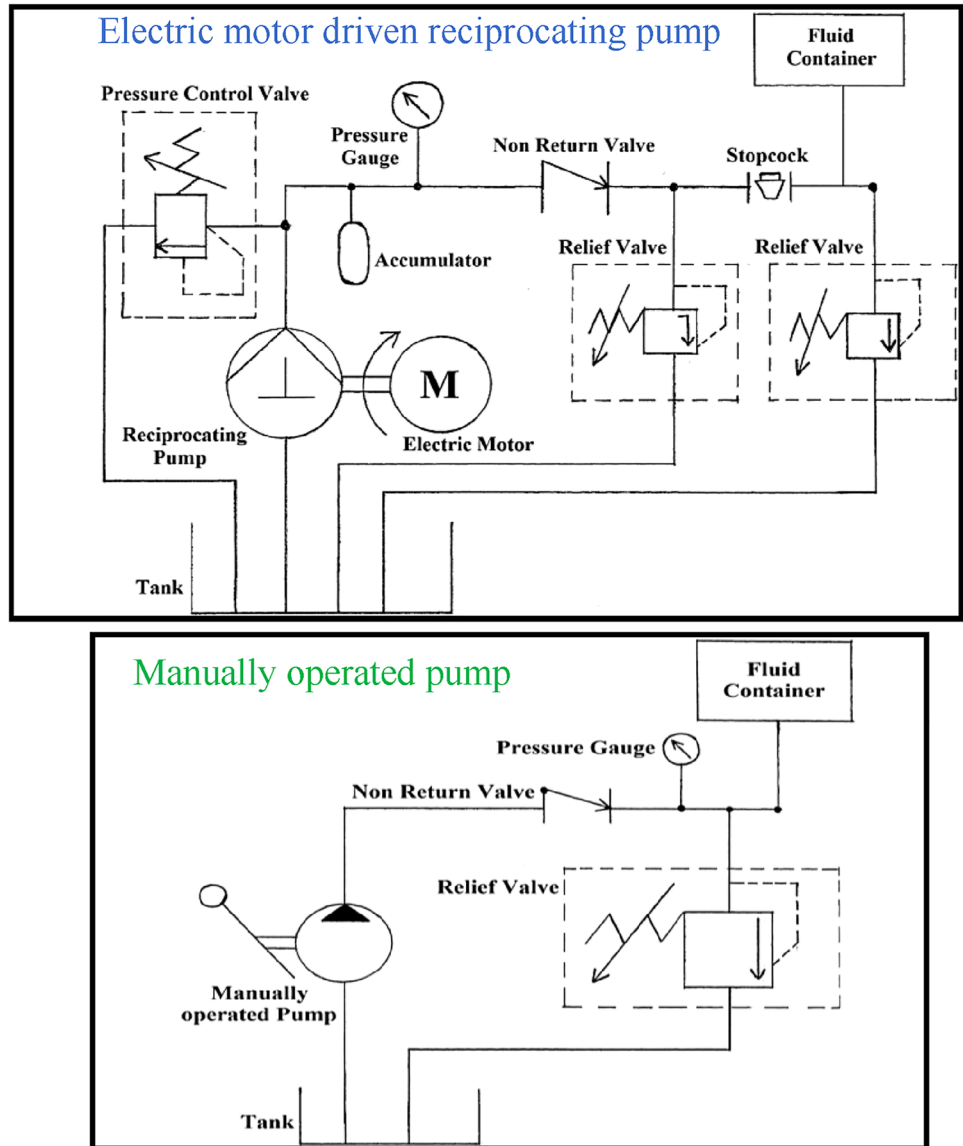 Electric motor driven reciprocating pump
Fluid
Container
Pressure Control Valve
Pressure
Gauge
Non Return Valve
Stopcock
Accumulator
Relief Valve
Relief Valve
M
Reciprocating
Pump
Electric Motor
Tank
Manually operated pump
Fluid
Container
Pressure Gauge
Non Return Valve
Relief Valve
Manually
operated Pump
Tank